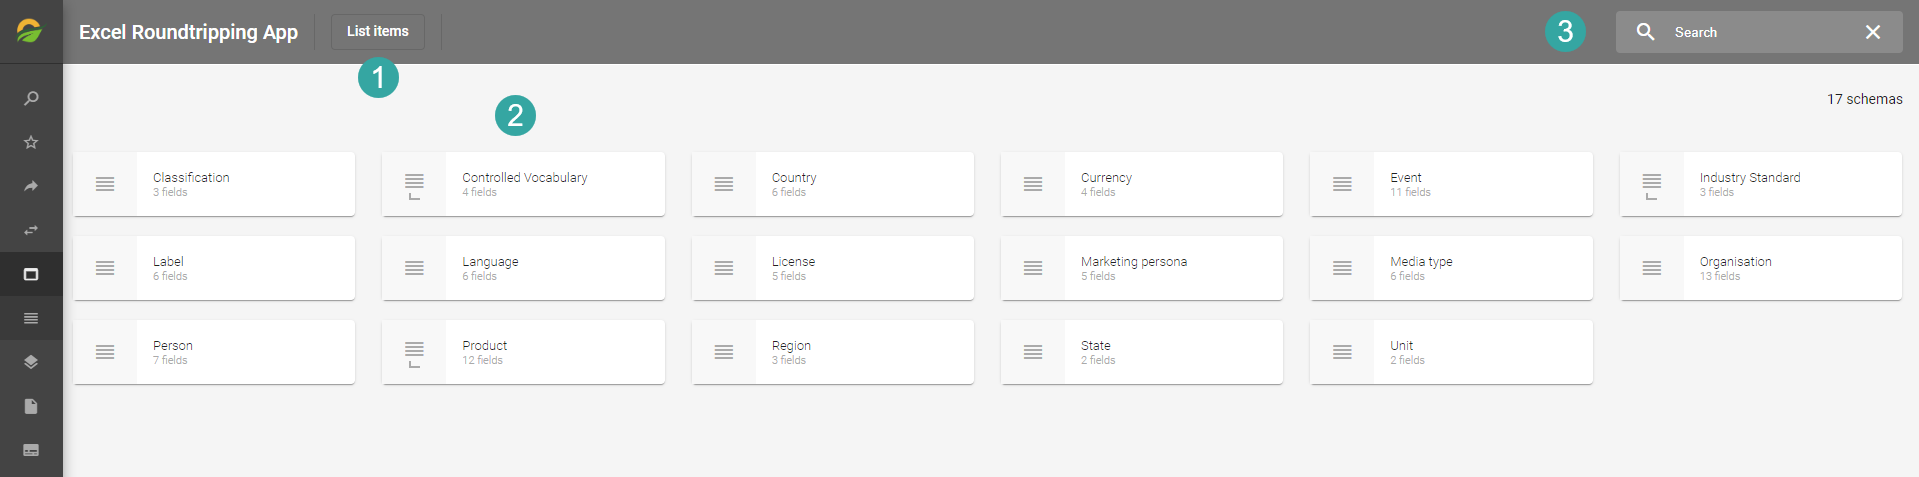 Excel Roundtripping App
List items
3
Search
1
2
17 schemas
Classification
3 fields
Controlled Vocabulary
4 fields
Country
6 fields
Currency
4 fields
Event
11 fields
Industry Standard
3 fields
Label
6 fields
Language
6 fields
License
5 fields
Marketing persona
5 fields
Media type
6 fields
Organisation
13 fields
Person
7 fields
Product
12 fields
Region
3 fields
State
2 fields
Unit
2 fields